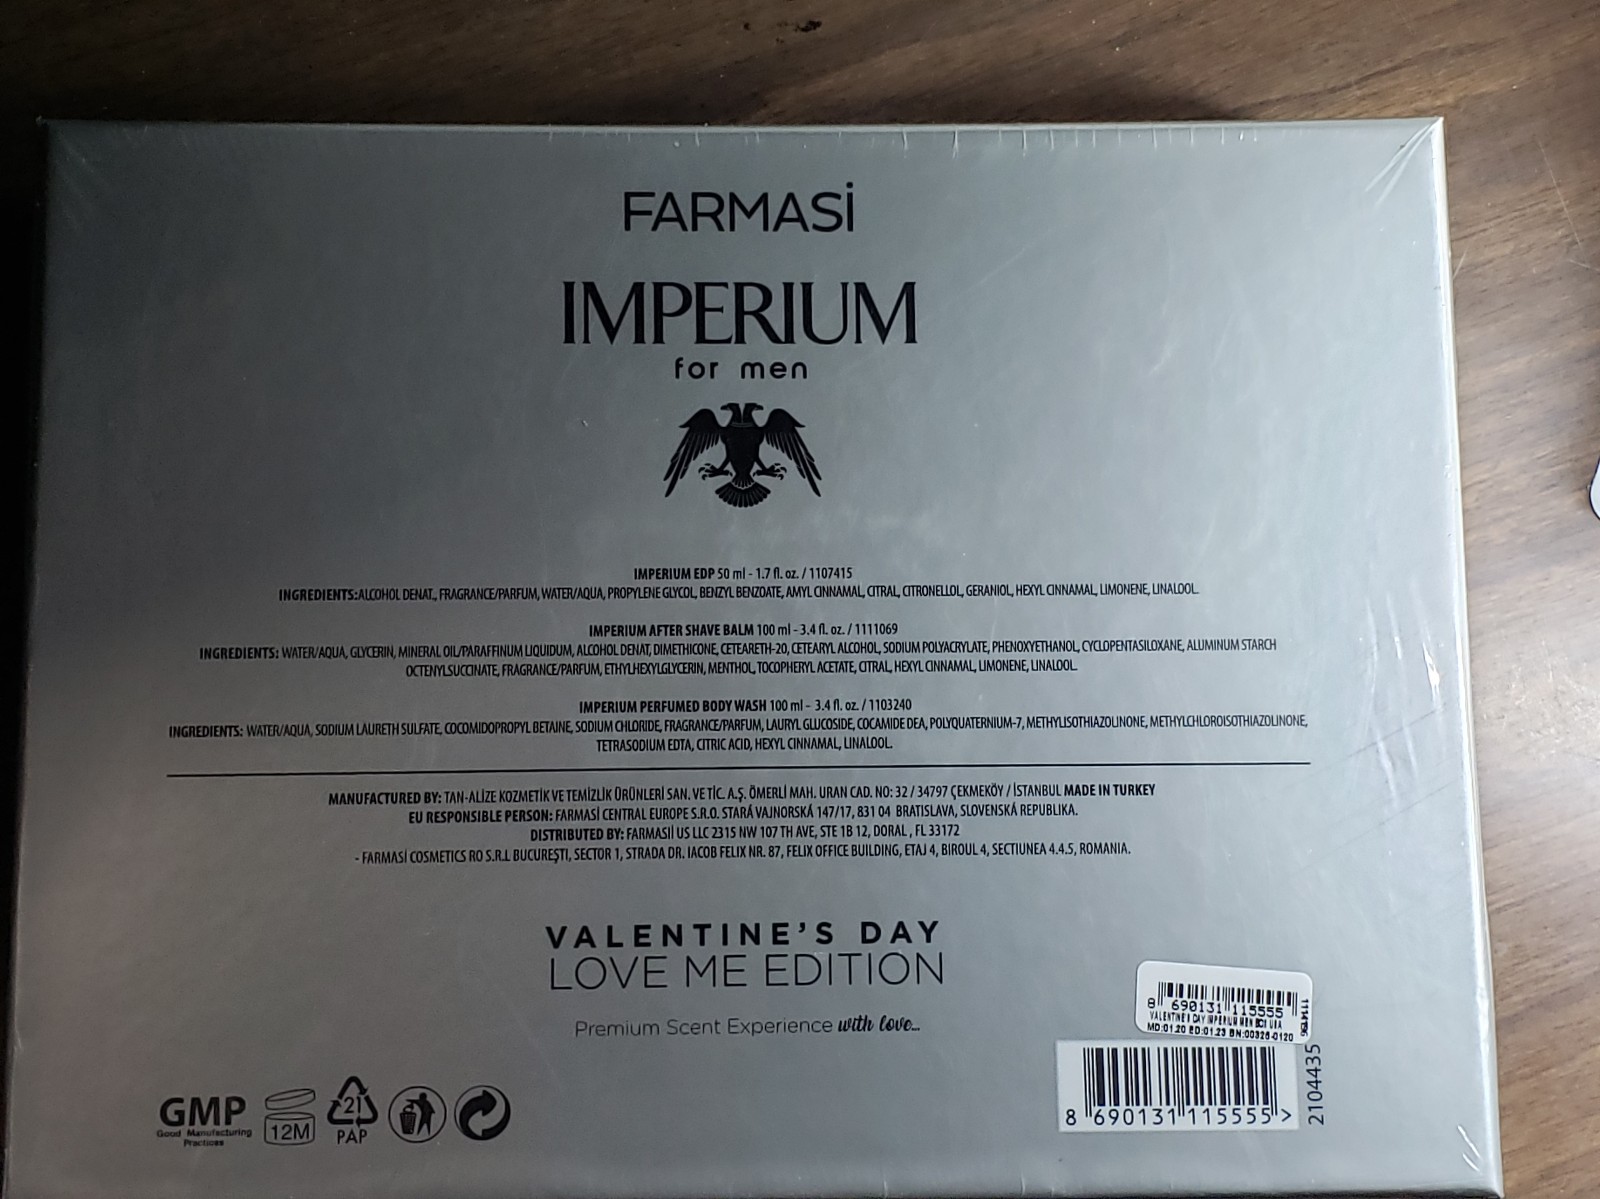 FARMASİ
IMPERIUM
for men
IMPERIUM EDP 50 ml - 1.7 fl. oz. / 1107415
INGREDIENTS:ALCOHOL DENAT., FRAGRANCE/PARFUM, WATER/AQUA, PROPYLENE GLYCOL, BENZYL BENZOATE, AMYL CINNAMAL, CITRAL, CITRONELLOL, GERANIOL, HEXYL CINNAMAL, LIMONENE, LINALOOL.
IMPERIUM AFTER SHAVE BALM 100 ml - 3.4 fl. oz. / 1111069
INGREDIENTS: WATER/AQUA, GLYCERIN, MINERAL OIL/PARAFFINUM LIQUIDUM, ALCOHOL DENAT, DIMETHICONE, CETEARETH-20, CETEARYL ALCOHOL, SODIUM POLYACRYLATE, PHENOXYETHANOL, CYCLOPENTASILOXANE, ALUMINUM STARCH
OCTENYLSUCCINATE, FRAGRANCE/PARFUM, ETHYLHEXYLGLYCERIN, MENTHOL, TOCOPHERYL ACETATE, CITRAL, HEXYL CINNAMAL, LIMONENE, LINALOOL.
IMPERIUM PERFUMED BODY WASH 100 ml - 3.4 fl. oz. / 1103240
INGREDIENTS: WATER/AQUA, SODIUM LAURETH SULFATE, COCOMIDOPROPYL BETAINE, SODIUM CHLORIDE, FRAGRANCE/PARFUM, LAURYL GLUCOSIDE, COCAMIDE DEA, POLYQUATERNIUM-7, METHYLISOTHIAZOLINONE, METHYLCHLOROISOTHIAZOLINONE,
TETRASODIUM EDTA, CITRIC ACID, HEXYL CINNAMAL, LINALOOL.
MANUFACTURED BY: TAN-ALİZE KOZMETİK VE TEMİZLİK ÜRÜNLERİ SAN. VE TİC. A.Ş. ÖMERLİ MAH. URAN CAD. NO: 32 / 34797 ÇEKMEKÖY / İSTANBUL MADE IN TURKEY
EU RESPONSIBLE PERSON: FARMASİ CENTRAL EUROPE S.R.O. STARÁ VAJNORSKÁ 147/17, 831 04 BRATISLAVA, SLOVENSKÁ REPUBLIKA.
DISTRIBUTED BY: FARMASİİ US LLC 2315 NW 107 TH AVE, STE 1B 12, DORAL , FL 33172
- FARMASİ COSMETICS RO S.R.L BUCUREŞTI, SECTOR 1, STRADA DR. IACOB FELIX NR. 87, FELIX OFFICE BUILDING, ETAJ 4, BIROUL 4, SECTIUNEA 4.4.5, ROMANIA.
VALENTINE'S DAY
LOVE ME EDITION
Premium Scent Experience with love...
8 690131 115555
VALENTINE'S DAY IMPERIUM MEN BOX USA
MD:01.20 ED:01.23 BN:00326-0120
8 690131 115555 >
2104435
GMP
Good Manufacturing
Practices
12M
21
PAP